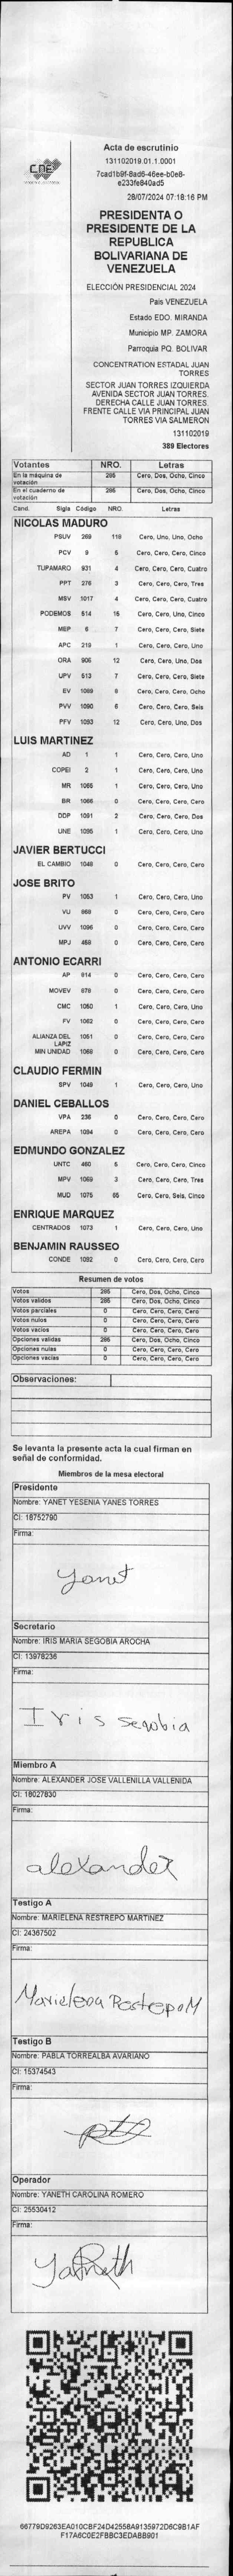 CNE
Acta de escrutinio
131102019.01.1.0001
7cad1b9f-8ad6-46ee-b0e8-
e233fe840ad5
28/07/2024 07:18:16 PM
PRESIDENTA O
PRESIDENTE DE LA
REPUBLICA
BOLIVARIANA DE
VENEZUELA
ELECCIÓN PRESIDENCIAL 2024
País VENEZUELA
Estado EDO. MIRANDA
Municipio MP. ZAMORA
Parroquia PQ. BOLIVAR
CONCENTRATION ESTADAL JUAN
TORRES
SECTOR JUAN TORRES IZQUIERDA
AVENIDA SECTOR JUAN TORRES.
DERECHA CALLE JUAN TORRES.
FRENTE CALLE VIA PRINCIPAL JUAN
TORRES VIA SALMERON
131102019
389 Electores
Votantes NRO. Letras
En la máquina de votación 285 Cero, Dos, Ocho, Cinco
En el cuaderno de votación 285 Cero, Dos, Ocho, Cinco
Cand. Sigla Código NRO. Letras
NICOLAS MADURO
PSUV 269 118 Cero, Uno, Uno, Ocho
PCV 9 5 Cero, Cero, Cero, Cinco
TUPAMARO 931 4 Cero, Cero, Cero, Cuatro
PPT 276 3 Cero, Cero, Cero, Tres
MSV 1017 4 Cero, Cero, Cero, Cuatro
PODEMOS 514 15 Cero, Cero, Uno, Cinco
MEP 6 7 Cero, Cero, Cero, Siete
APC 219 1 Cero, Cero, Cero, Uno
ORA 906 12 Cero, Cero, Uno, Dos
UPV 513 7 Cero, Cero, Cero, Siete
EV 1089 8 Cero, Cero, Cero, Ocho
PVV 1090 6 Cero, Cero, Cero, Seis
PFV 1093 12 Cero, Cero, Uno, Dos
LUIS MARTINEZ
AD 1 1 Cero, Cero, Cero, Uno
COPEI 2 1 Cero, Cero, Cero, Uno
MR 1065 1 Cero, Cero, Cero, Uno
BR 1066 0 Cero, Cero, Cero, Cero
DDP 1091 2 Cero, Cero, Cero, Dos
UNE 1095 1 Cero, Cero, Cero, Uno
JAVIER BERTUCCI
EL CAMBIO 1048 0 Cero, Cero, Cero, Cero
JOSE BRITO
PV 1053 1 Cero, Cero, Cero, Uno
VU 868 0 Cero, Cero, Cero, Cero
UVV 1096 0 Cero, Cero, Cero, Cero
MPJ 458 0 Cero, Cero, Cero, Cero
ANTONIO ECARRI
AP 914 0 Cero, Cero, Cero, Cero
MOVEV 878 0 Cero, Cero, Cero, Cero
CMC 1050 1 Cero, Cero, Cero, Uno
FV 1062 0 Cero, Cero, Cero, Cero
ALIANZA DEL LAPIZ 1051 0 Cero, Cero, Cero, Cero
MIN UNIDAD 1068 0 Cero, Cero, Cero, Cero
CLAUDIO FERMIN
SPV 1049 1 Cero, Cero, Cero, Uno
DANIEL CEBALLOS
VPA 236 0 Cero, Cero, Cero, Cero
AREPA 1094 0 Cero, Cero, Cero, Cero
EDMUNDO GONZALEZ
UNTC 460 5 Cero, Cero, Cero, Cinco
MPV 1069 3 Cero, Cero, Cero, Tres
MUD 1075 65 Cero, Cero, Seis, Cinco
ENRIQUE MARQUEZ
CENTRADOS 1073 1 Cero, Cero, Cero, Uno
BENJAMIN RAUSSEO
CONDE 1092 0 Cero, Cero, Cero, Cero
Resumen de votos
Votos 285 Cero, Dos, Ocho, Cinco
Votos validos 285 Cero, Dos, Ocho, Cinco
Votos parciales 0 Cero, Cero, Cero, Cero
Votos nulos 0 Cero, Cero, Cero, Cero
Votos vacios 0 Cero, Cero, Cero, Cero
Opciones validas 285 Cero, Dos, Ocho, Cinco
Opciones nulas 0 Cero, Cero, Cero, Cero
Opciones vacias 0 Cero, Cero, Cero, Cero
Observaciones:
Se levanta la presente acta la cual firman en
señal de conformidad.
Miembros de la mesa electoral
Presidente
Nombre: YANET YESENIA YANES TORRES
CI: 18752790
Firma:
Yanet
Secretario
Nombre: IRIS MARIA SEGOBIA AROCHA
CI: 13978236
Firma:
Iris Segobia
Miembro A
Nombre: ALEXANDER JOSE VALLENILLA VALLENIDA
CI: 16027830
Firma:
alexander
Testigo A
Nombre: MARIELENA RESTREPO MARTINEZ
CI: 24367502
Firma:
Marielena Restrepo M
Testigo B
Nombre: PABLA TORREALBA AVARIANO
CI: 15374543
Firma:
Operador
Nombre: YANETH CAROLINA ROMERO
CI: 25530412
Firma:
Yaneth
66779D9263EA010CBF24D42558A9135972D6C9B1AF
F17A6C0E2FBBC3EDABB901